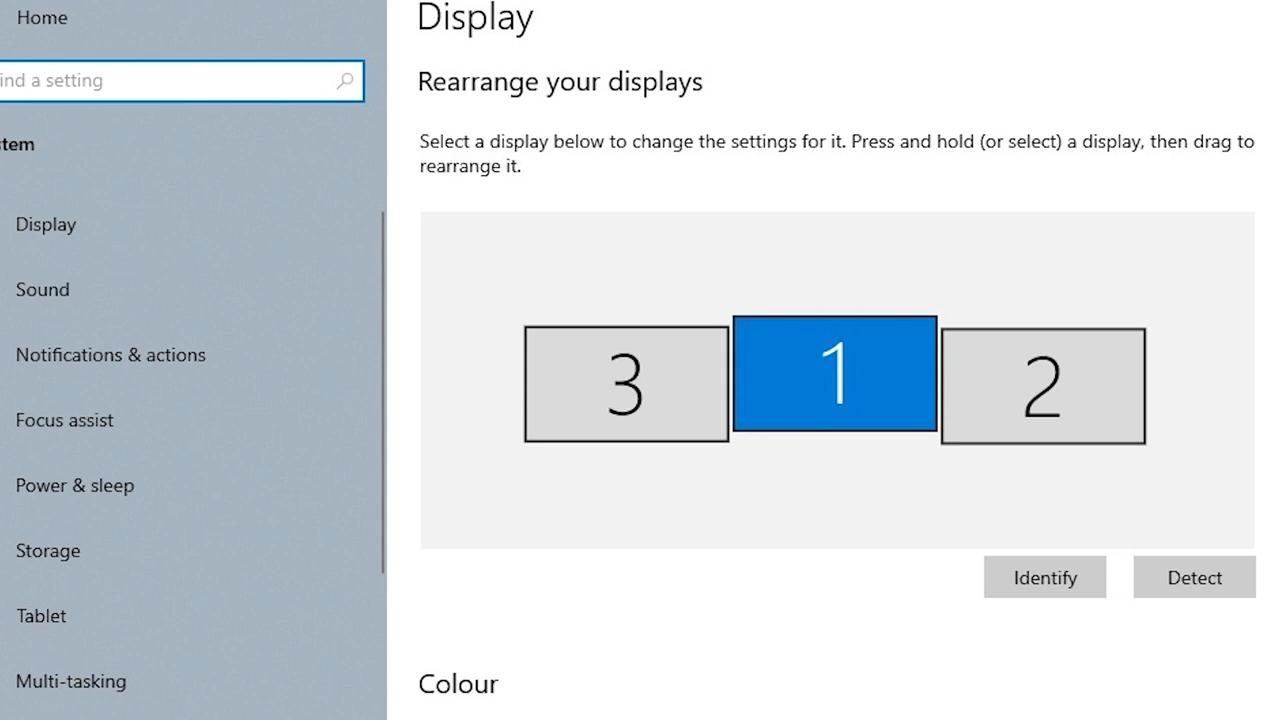 Home
ind a setting
stem
Display
Sound
Notifications & actions
Focus assist
Power & sleep
Storage
Tablet
Multi-tasking
Display
Rearrange your displays
Select a display below to change the settings for it. Press and hold (or select) a display, then drag to
rearrange it.
3
1
2
Identify
Detect
Colour